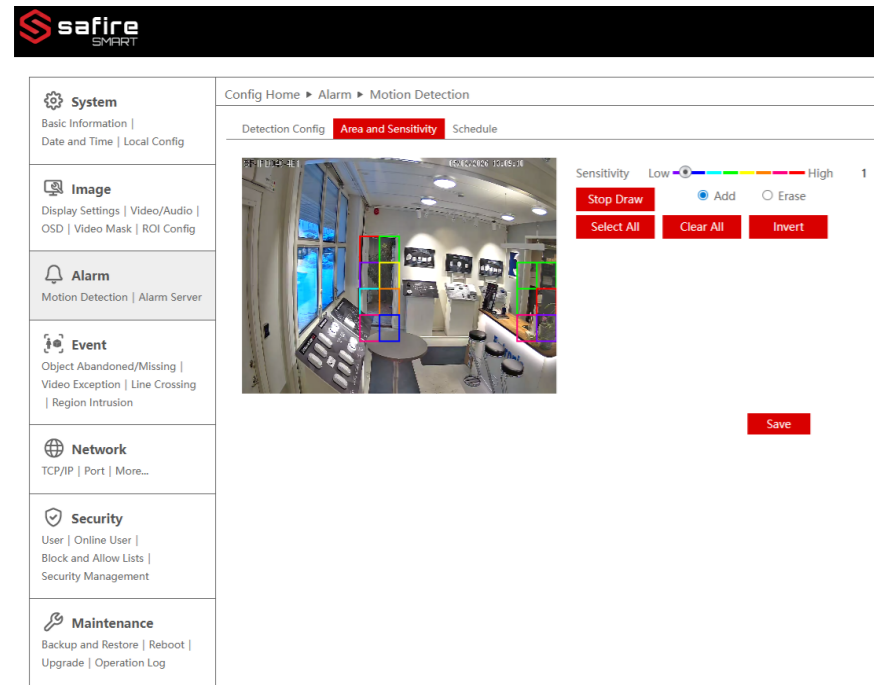 safire
SMART
System
Basic Information |
Date and Time | Local Config
Image
Display Settings | Video/Audio |
OSD | Video Mask | ROI Config
Alarm
Motion Detection | Alarm Server
Event
Object Abandoned/Missing |
Video Exception | Line Crossing
| Region Intrusion
Network
TCP/IP | Port | More...
Security
User | Online User |
Block and Allow Lists |
Security Management
Maintenance
Backup and Restore | Reboot |
Upgrade | Operation Log
Config Home ▸ Alarm ▸ Motion Detection
Detection Config Area and Sensitivity Schedule
Sensitivity Low High 1
Stop Draw Add Erase
Select All Clear All Invert
Save